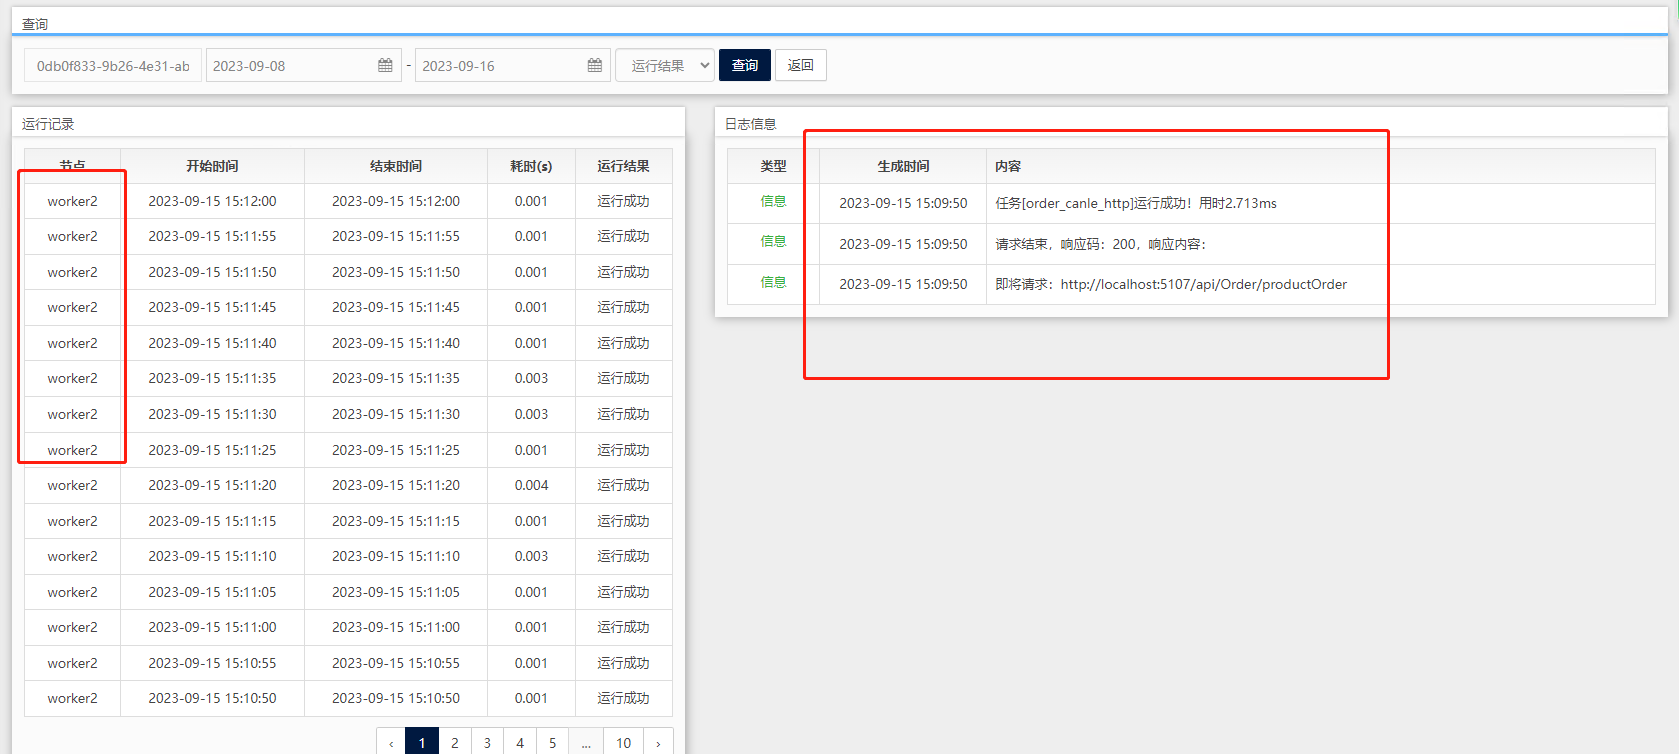 查询
0db0f833-9b26-4e31-ab 2023-09-08 - 2023-09-16 运行结果 查询 返回
运行记录
节点 开始时间 结束时间 耗时(s) 运行结果
worker2 2023-09-15 15:12:00 2023-09-15 15:12:00 0.001 运行成功
worker2 2023-09-15 15:11:55 2023-09-15 15:11:55 0.001 运行成功
worker2 2023-09-15 15:11:50 2023-09-15 15:11:50 0.001 运行成功
worker2 2023-09-15 15:11:45 2023-09-15 15:11:45 0.001 运行成功
worker2 2023-09-15 15:11:40 2023-09-15 15:11:40 0.001 运行成功
worker2 2023-09-15 15:11:35 2023-09-15 15:11:35 0.003 运行成功
worker2 2023-09-15 15:11:30 2023-09-15 15:11:30 0.003 运行成功
worker2 2023-09-15 15:11:25 2023-09-15 15:11:25 0.001 运行成功
worker2 2023-09-15 15:11:20 2023-09-15 15:11:20 0.004 运行成功
worker2 2023-09-15 15:11:15 2023-09-15 15:11:15 0.001 运行成功
worker2 2023-09-15 15:11:10 2023-09-15 15:11:10 0.003 运行成功
worker2 2023-09-15 15:11:05 2023-09-15 15:11:05 0.001 运行成功
worker2 2023-09-15 15:11:00 2023-09-15 15:11:00 0.001 运行成功
worker2 2023-09-15 15:10:55 2023-09-15 15:10:55 0.001 运行成功
worker2 2023-09-15 15:10:50 2023-09-15 15:10:50 0.001 运行成功
‹ 1 2 3 4 5 ... 10 ›
日志信息
类型 生成时间 内容
信息 2023-09-15 15:09:50 任务[order_canle_http]运行成功！用时2.713ms
信息 2023-09-15 15:09:50 请求结束，响应码：200，响应内容：
信息 2023-09-15 15:09:50 即将请求：http://localhost:5107/api/Order/productOrder